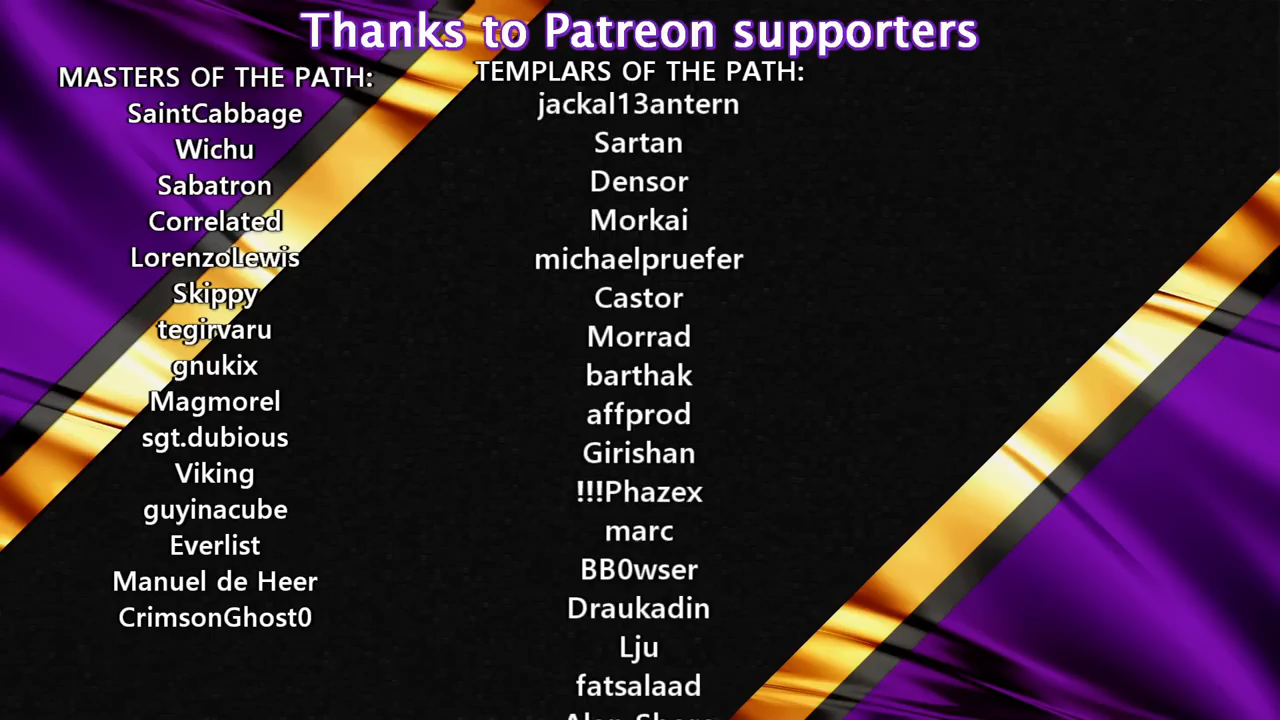 Thanks to Patreon supporters
MASTERS OF THE PATH:
SaintCabbage
Wichu
Sabatron
Correlated
LorenzoLewis
Skippy
tegirvaru
gnukix
Magmorel
sgt.dubious
Viking
guyinacube
Everlist
Manuel de Heer
CrimsonGhost0
TEMPLARS OF THE PATH:
jackal13antern
Sartan
Densor
Morkai
michaelpruefer
Castor
Morrad
barthak
affprod
Girishan
!!!Phazex
marc
BB0wser
Draukadin
Lju
fatsalaad